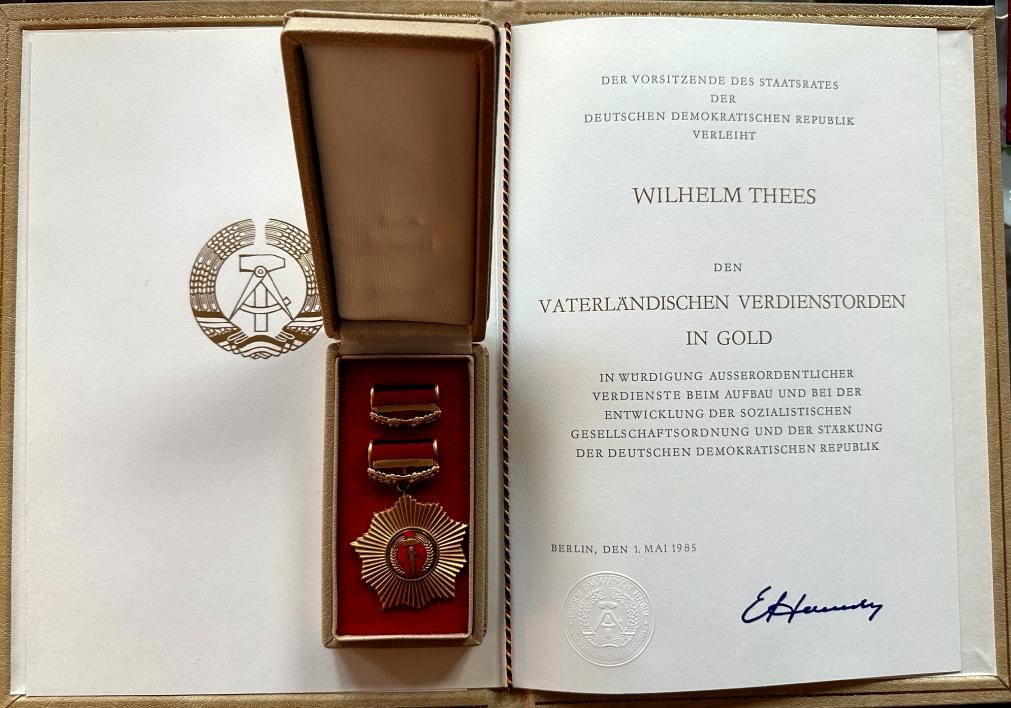 DER VORSITZENDE DES STAATSRATES
DER
DEUTSCHEN DEMOKRATISCHEN REPUBLIK
VERLEIHT
WILHELM THEES
DEN
VATERLÄNDISCHEN VERDIENSTORDEN
IN GOLD
IN WÜRDIGUNG AUSSERORDENTLICHER
VERDIENSTE BEIM AUFBAU UND BEI DER
ENTWICKLUNG DER SOZIALISTISCHEN
GESELLSCHAFTSORDNUNG UND DER STÄRKUNG
DER DEUTSCHEN DEMOKRATISCHEN REPUBLIK
BERLIN, DEN 1. MAI 1985